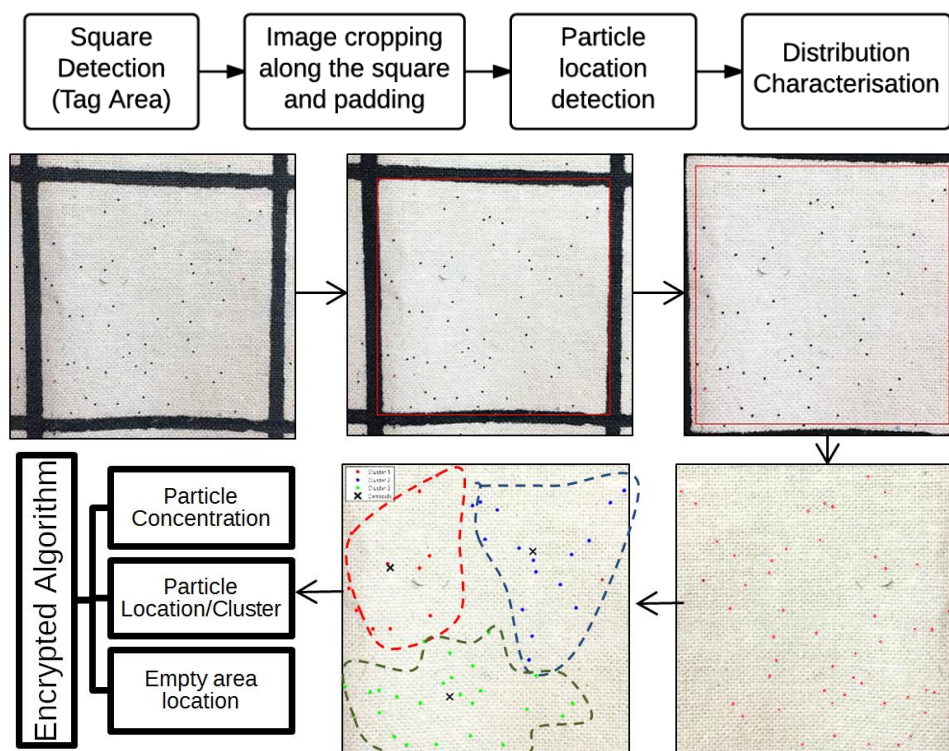 Square
Detection
(Tag Area)
Image cropping
along the square
and padding
Particle
location
detection
Distribution
Characterisation
Encrypted Algorithm
Particle
Concentration
Particle
Location/Cluster
Empty area
location
Cluster 1
Cluster 2
Cluster 3